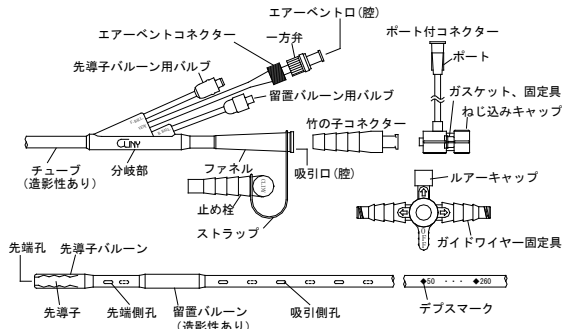 エアーベントコネクター
エアーベント口(腔)
一方弁
ポート付コネクター
先導子バルーン用バルブ
留置バルーン用バルブ
ポート
ガスケット、固定具
ねじ込みキャップ
竹の子コネクター
CLINY
チューブ
(造影性あり)
分岐部
ファネル
吸引口(腔)
止め栓
ストラップ
ルアーキャップ
ガイドワイヤー固定具
先端孔
先導子バルーン
先導子
先端側孔
留置バルーン
(造影性あり)
吸引側孔
◆50 ・・・ ◆260
デプスマーク